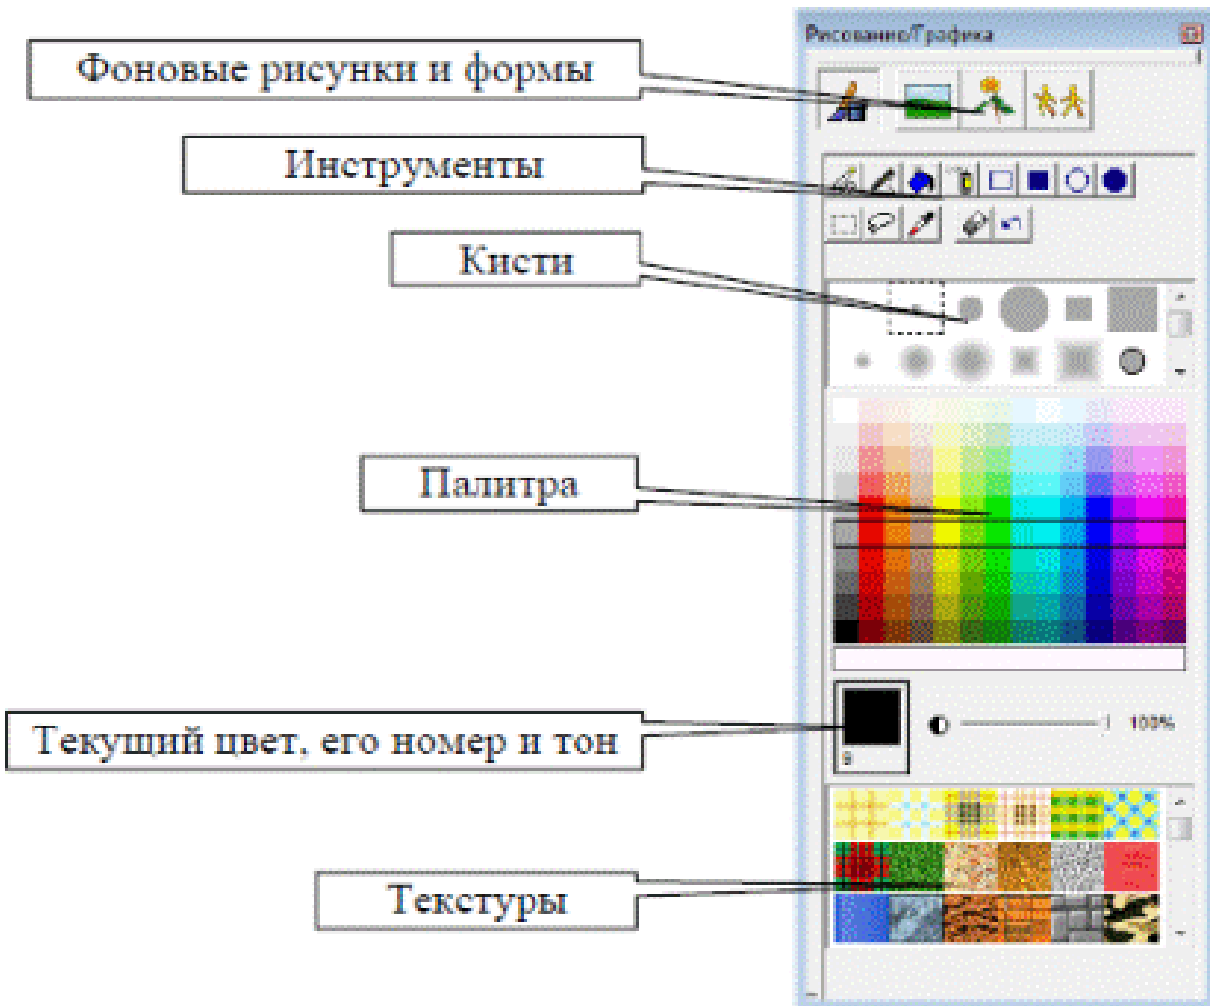 Рисование/Графика
Фоновые рисунки и формы
Инструменты
Кисти
Палитра
Текущий цвет, его номер и тон
100%
Текстуры